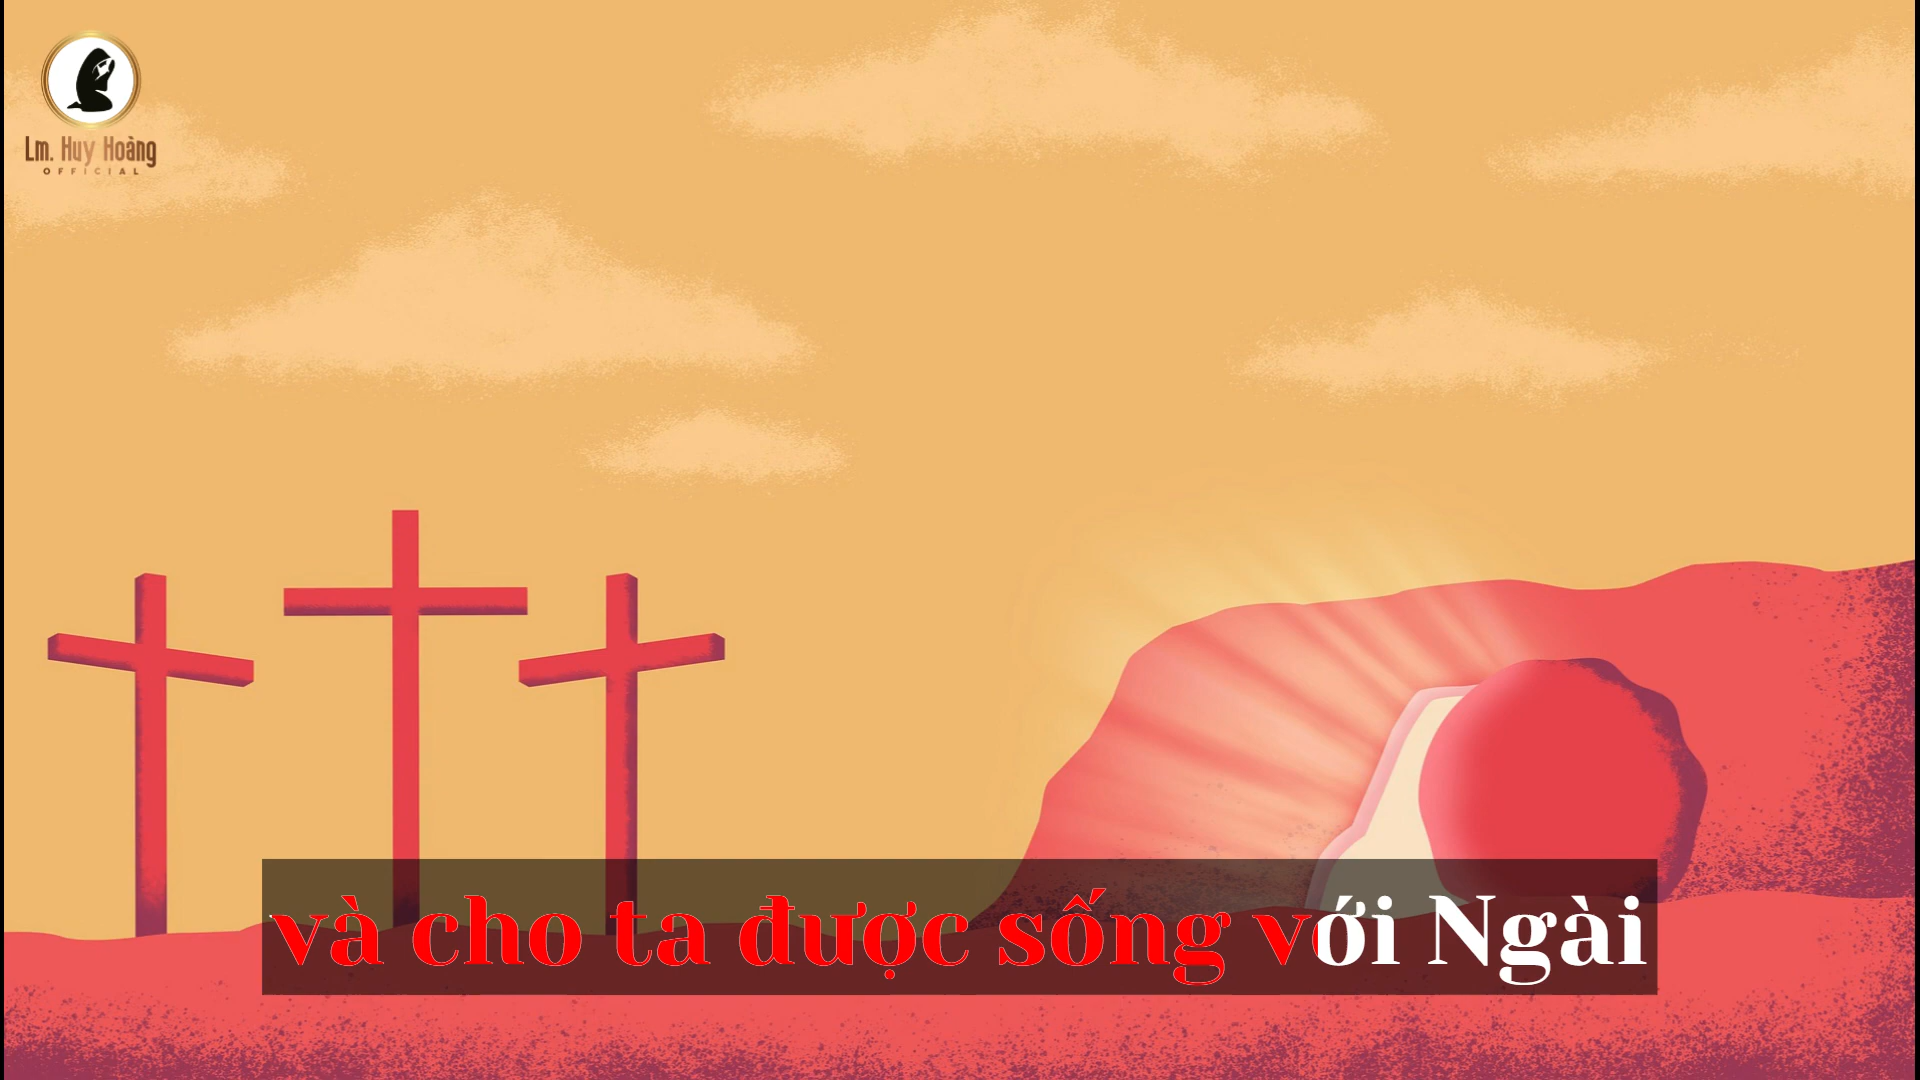 Lm. Huy Hoàng
OFFICIAL
và cho ta được sống với Ngài